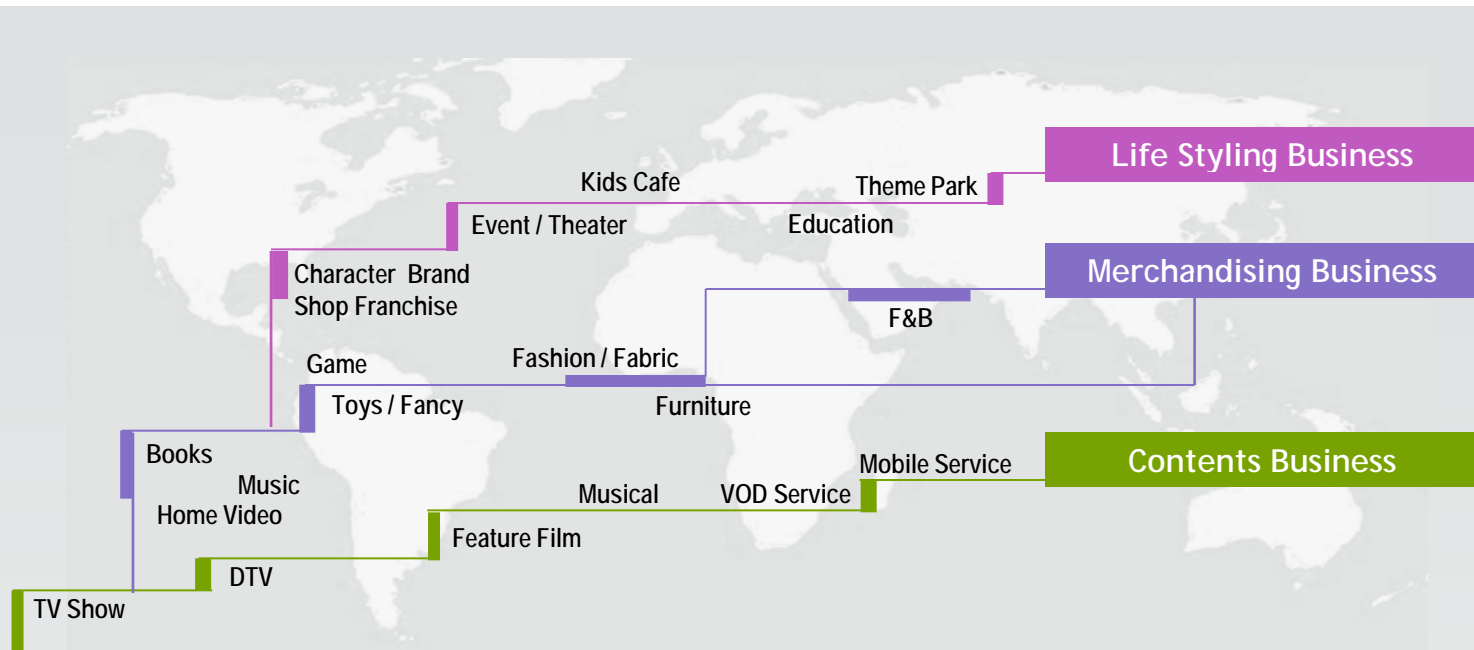 Life Styling Business
Kids Cafe
Theme Park
Event / Theater
Education
Character Brand
Shop Franchise
Merchandising Business
F&B
Game
Fashion / Fabric
Toys / Fancy
Furniture
Books
Music
Home Video
Contents Business
Mobile Service
Musical
VOD Service
Feature Film
DTV
TV Show